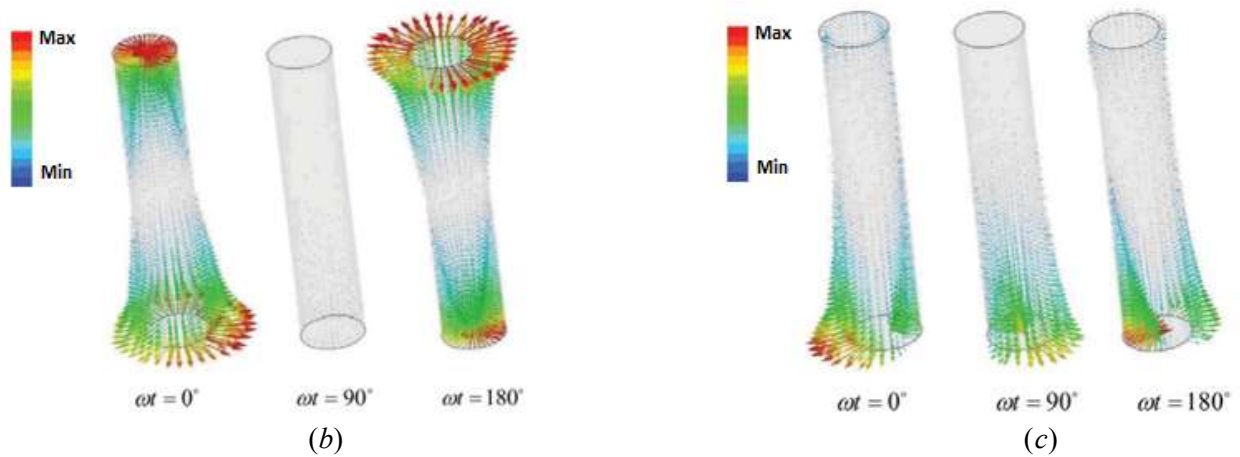 Max
Min
ωt = 0°
ωt = 90°
ωt = 180°
(b)
Max
Min
ωt = 0°
ωt = 90°
ωt = 180°
(c)